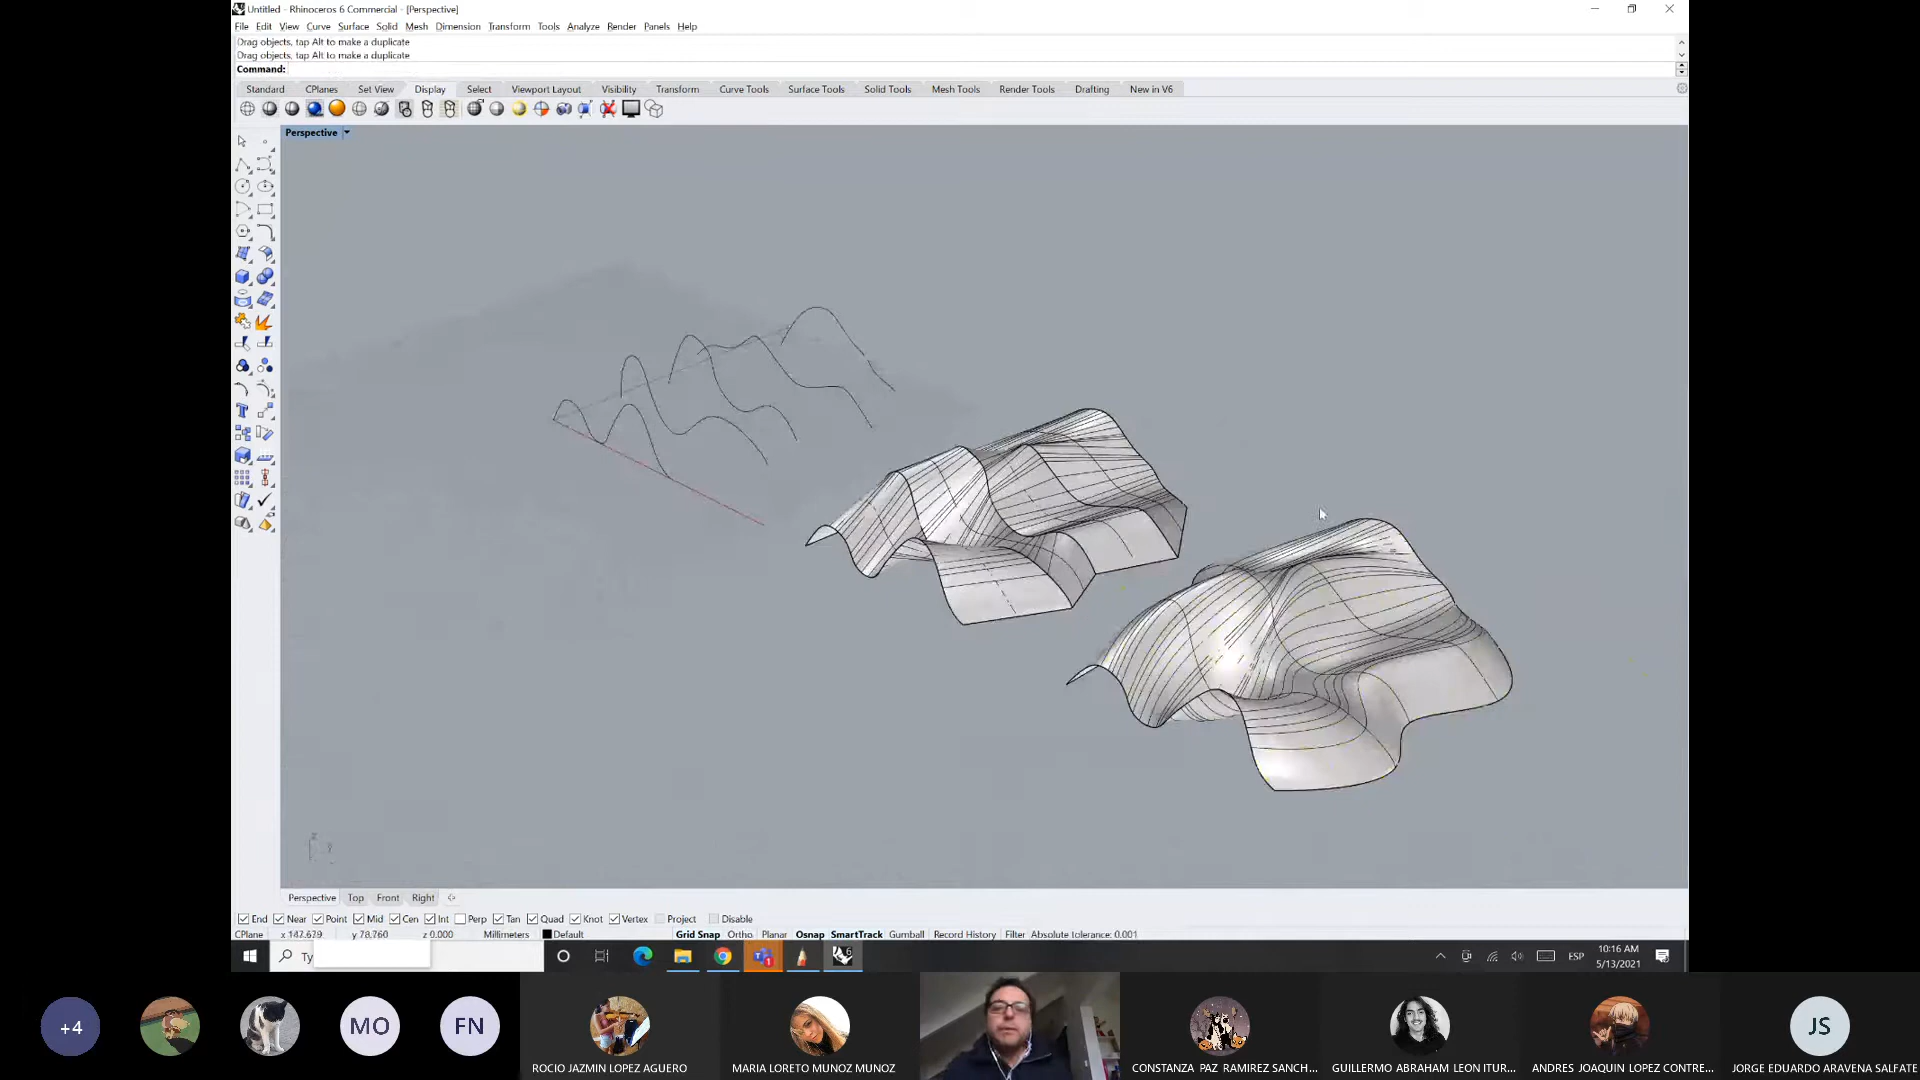 Untitled - Rhinoceros 6 Commercial - [Perspective]
File Edit View Curve Surface Solid Mesh Dimension Transform Tools Analyze Render Panels Help
Drag objects, tap Alt to make a duplicate
Drag objects, tap Alt to make a duplicate
Command:
Standard CPlanes Set View Display Select Viewport Layout Visibility Transform Curve Tools Surface Tools Solid Tools Mesh Tools Render Tools Drafting New in V6
Perspective
Perspective Top Front Right
End Near Point Mid Cen Int Perp Tan Quad Knot Vertex Project Disable
CPlane x 147.679 y 78.760 z 0.000 Millimeters Default Grid Snap Ortho Planar Osnap SmartTrack Gumball Record History Filter Absolute tolerance: 0.001
Ty
ESP
10:16 AM
5/13/2021
+4
MO
FN
JS
ROCIO JAZMIN LOPEZ AGUERO
MARIA LORETO MUNOZ MUNOZ
CONSTANZA PAZ RAMIREZ SANCH...
GUILLERMO ABRAHAM LEON ITUR...
ANDRES JOAQUIN LOPEZ CONTRE...
JORGE EDUARDO ARAVENA SALFATE